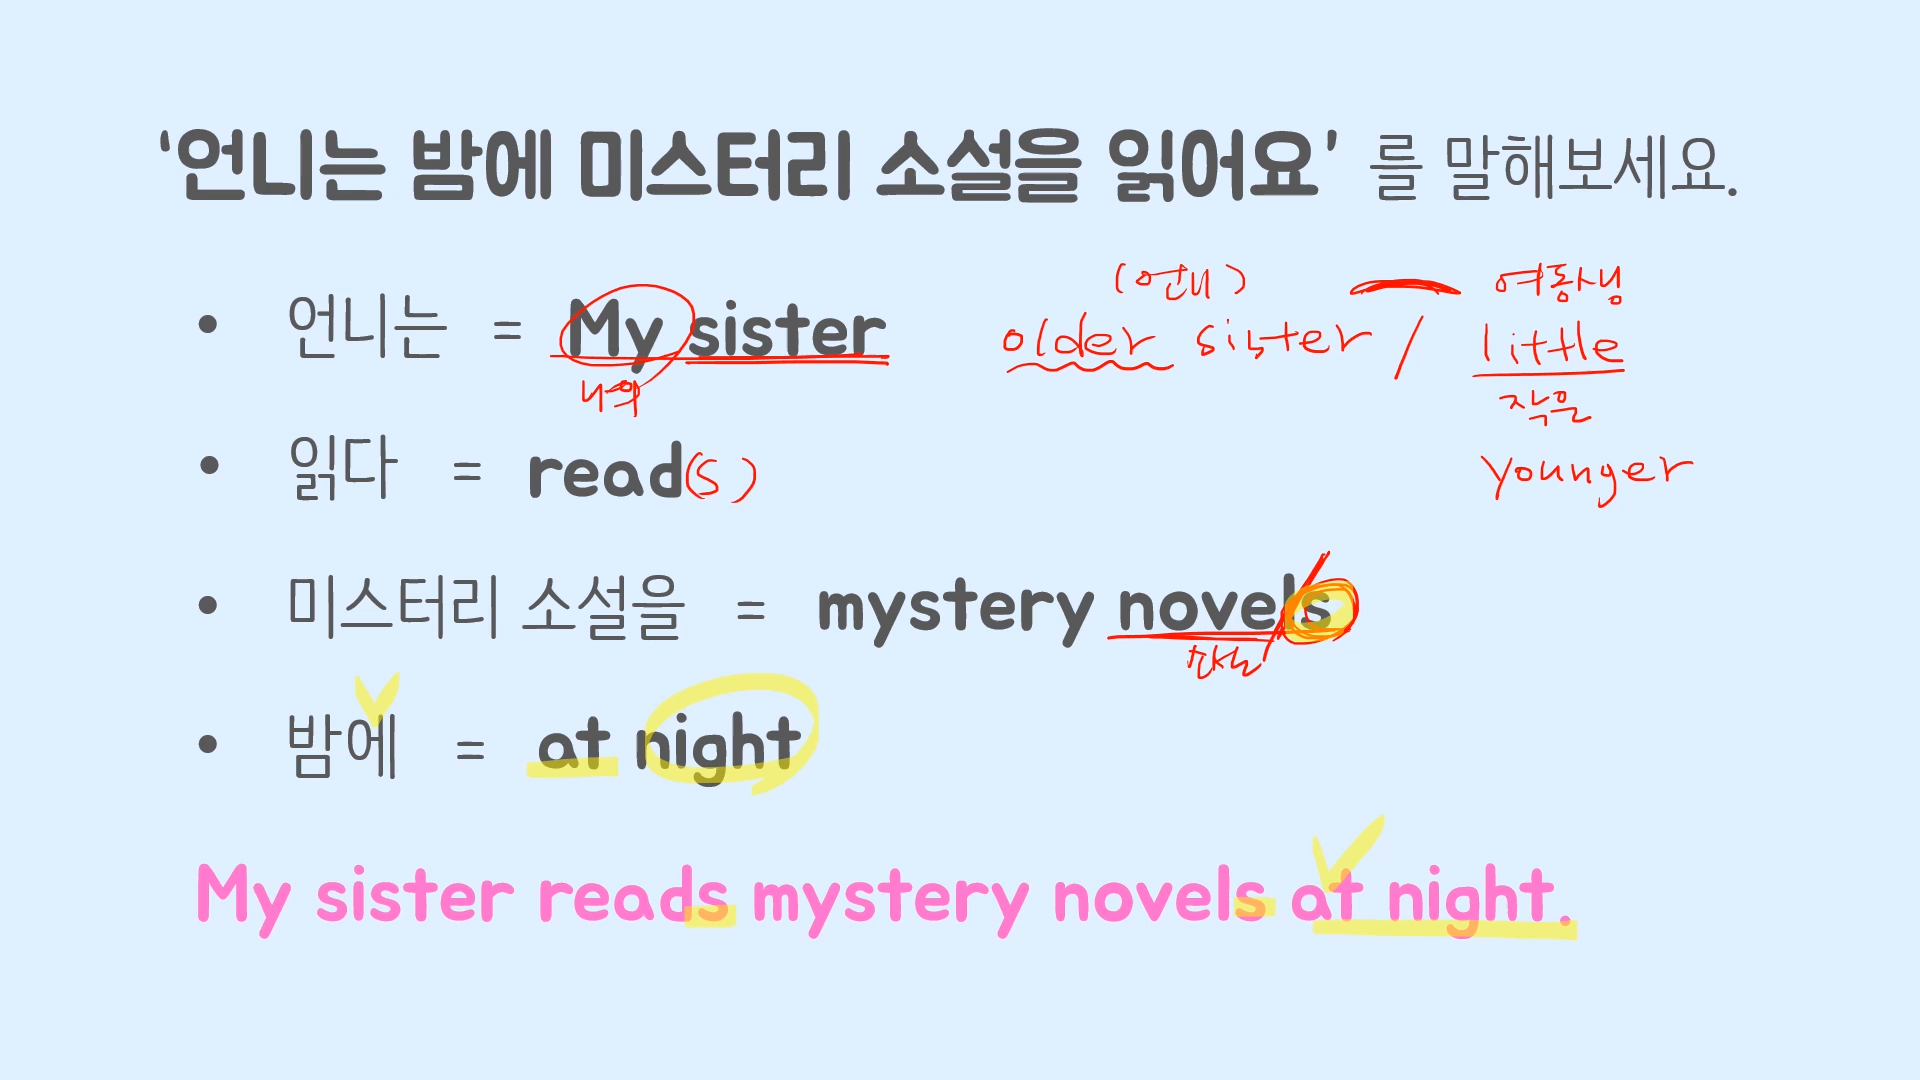 ‘언니는 밤에 미스터리 소설을 읽어요’ 를 말해보세요.
(언니) 여동생
• 언니는 = My sister older sister / little
나의 작은
• 읽다 = read(s) younger
• 미스터리 소설을 = mystery novels
• 밤에 = at night
My sister reads mystery novels at night.